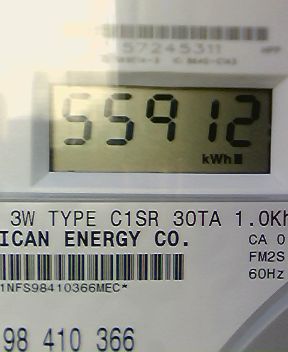 57245311
55912
kWh
3W TYPE C1SR 30TA 1.0Kh
ICAN ENERGY CO.
CA 0
FM2S
60Hz
1NFS98410366MEC*
98 410 366